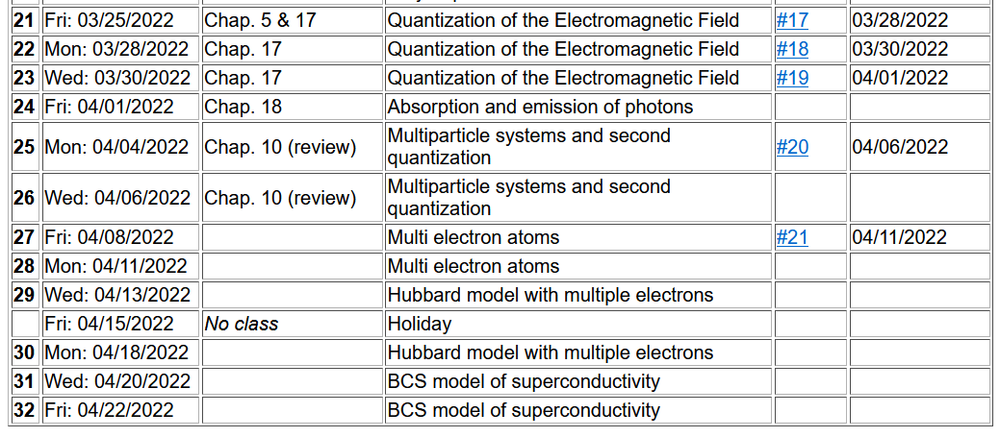 21 Fri: 03/25/2022 Chap. 5 & 17 Quantization of the Electromagnetic Field #17 03/28/2022
22 Mon: 03/28/2022 Chap. 17 Quantization of the Electromagnetic Field #18 03/30/2022
23 Wed: 03/30/2022 Chap. 17 Quantization of the Electromagnetic Field #19 04/01/2022
24 Fri: 04/01/2022 Chap. 18 Absorption and emission of photons
25 Mon: 04/04/2022 Chap. 10 (review) Multiparticle systems and second
quantization #20 04/06/2022
26 Wed: 04/06/2022 Chap. 10 (review) Multiparticle systems and second
quantization
27 Fri: 04/08/2022 Multi electron atoms #21 04/11/2022
28 Mon: 04/11/2022 Multi electron atoms
29 Wed: 04/13/2022 Hubbard model with multiple electrons
Fri: 04/15/2022 No class Holiday
30 Mon: 04/18/2022 Hubbard model with multiple electrons
31 Wed: 04/20/2022 BCS model of superconductivity
32 Fri: 04/22/2022 BCS model of superconductivity